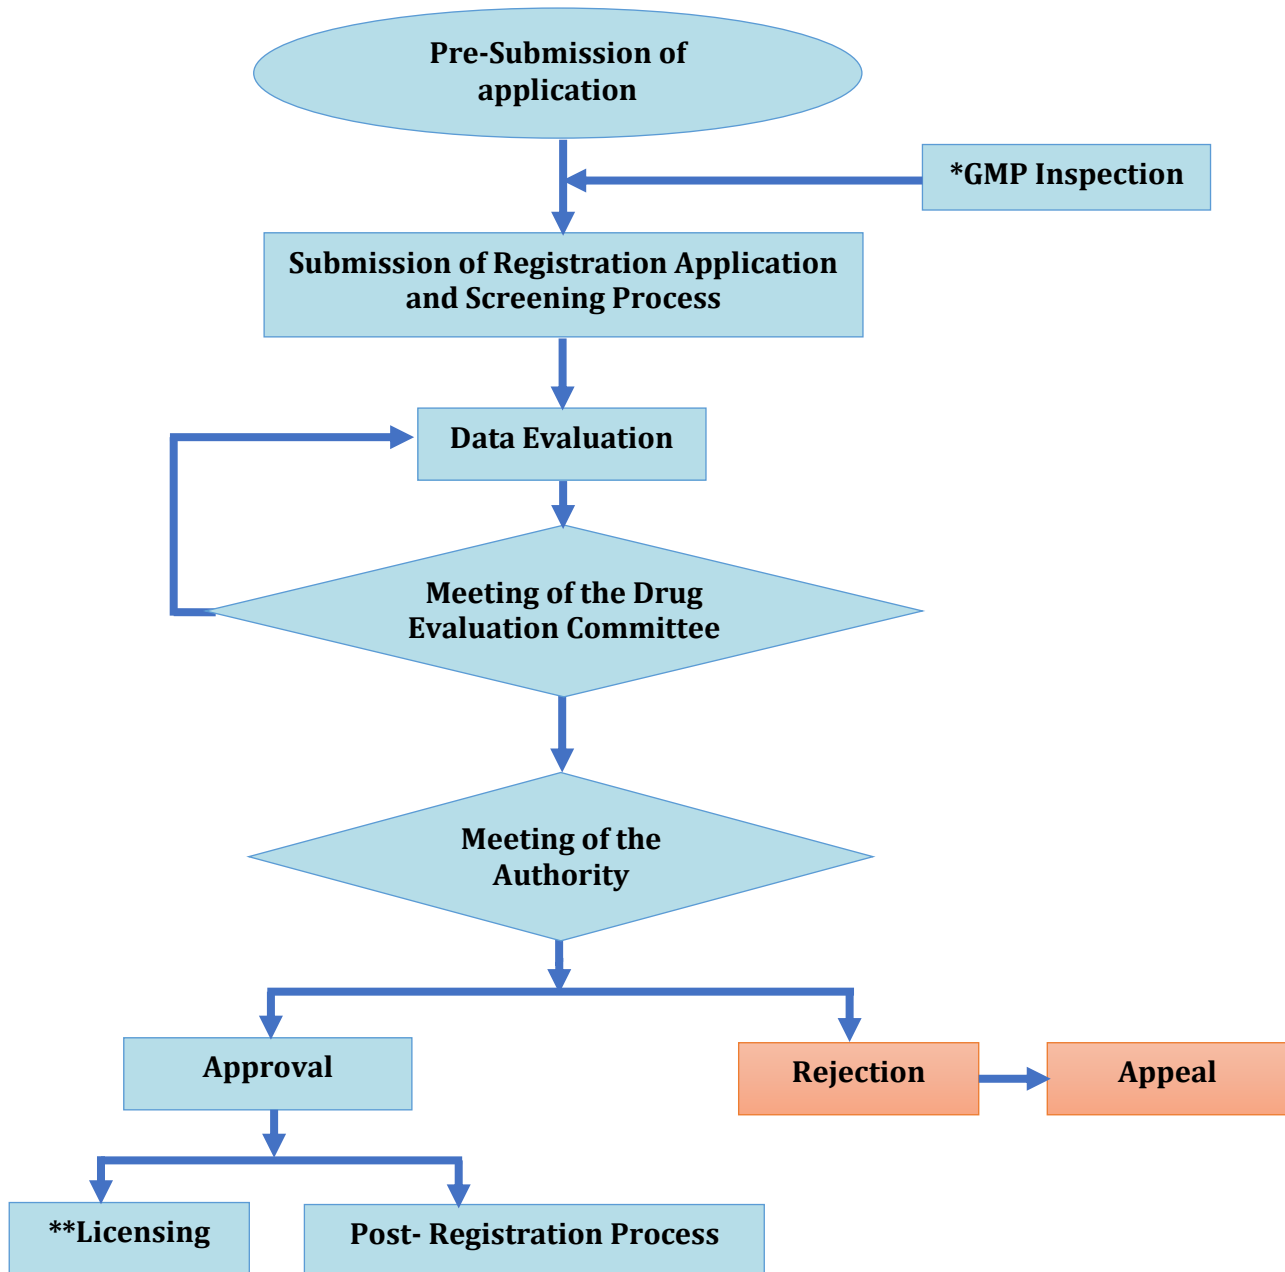 Pre-Submission of
application
*GMP Inspection
Submission of Registration Application
and Screening Process
Data Evaluation
Meeting of the Drug
Evaluation Committee
Meeting of the
Authority
Approval
Rejection
Appeal
**Licensing
Post- Registration Process